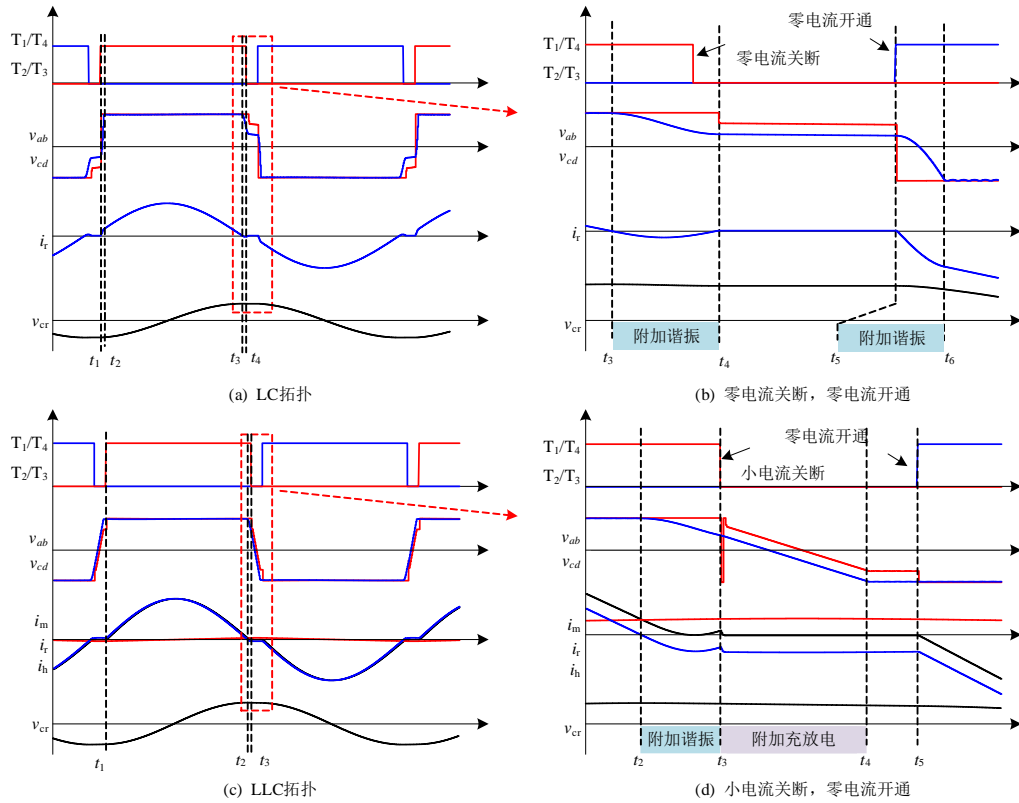 T1/T4
T2/T3
vab
vcd
ir
vcr
t1
t2
t3
t4
(a) LC拓扑
T1/T4
T2/T3
零电流开通
零电流关断
vab
vcd
ir
vcr
附加谐振
附加谐振
t3
t4
t5
t6
(b) 零电流关断，零电流开通
T1/T4
T2/T3
vab
vcd
im
ir
ih
vcr
t1
t2
t3
(c) LLC拓扑
T1/T4
T2/T3
零电流开通
小电流关断
vab
vcd
im
ir
ih
vcr
附加谐振
附加充放电
t2
t3
t4
t5
(d) 小电流关断，零电流开通